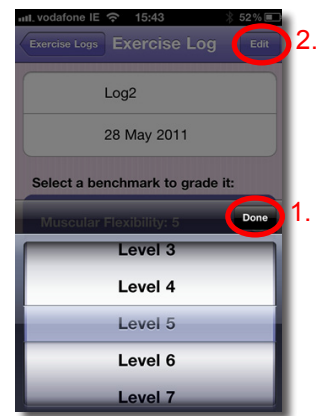 vodafone IE 15:43 52%
Exercise Logs Exercise Log Edit 2.
Log2
28 May 2011
Select a benchmark to grade it:
Muscular Flexibility: 5 Done 1.
Level 3
Level 4
Level 5
Level 6
Level 7